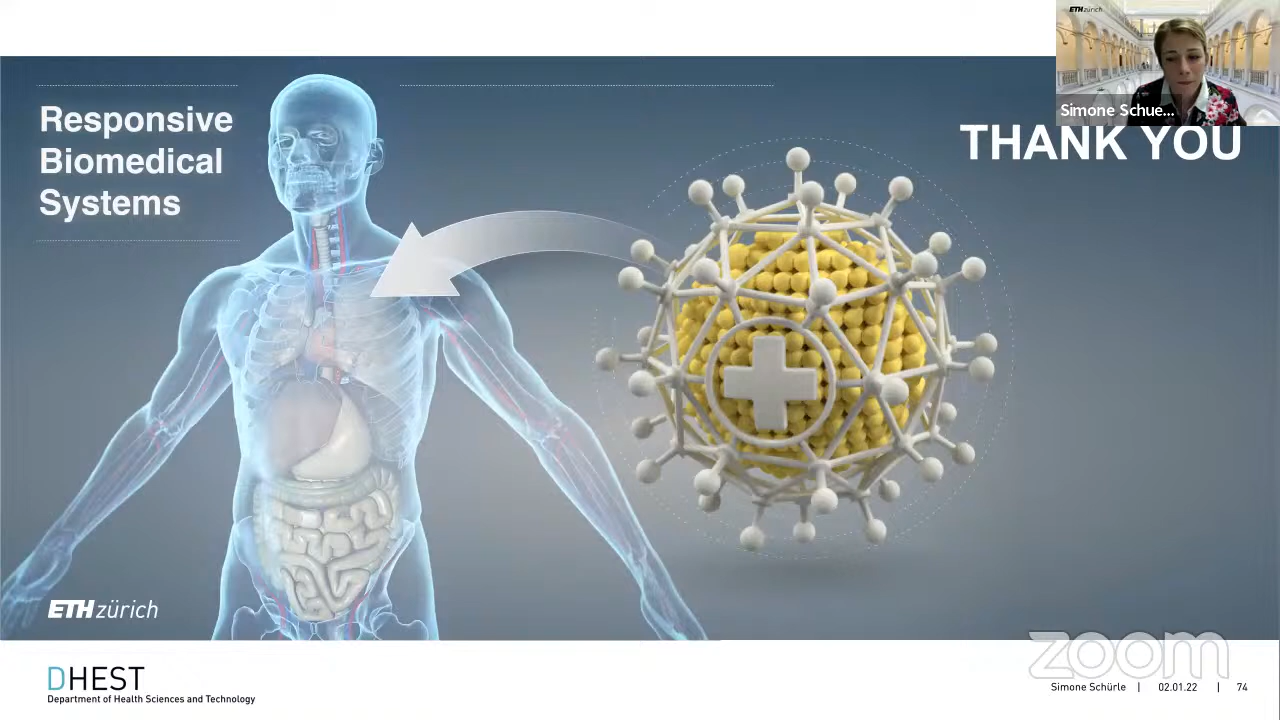 ETH zürich
Simone Schue...
Responsive
Biomedical
Systems
THANK YOU
ETH zürich
zoom
DHEST
Department of Health Sciences and Technology
Simone Schürle | 02.01.22 | 74